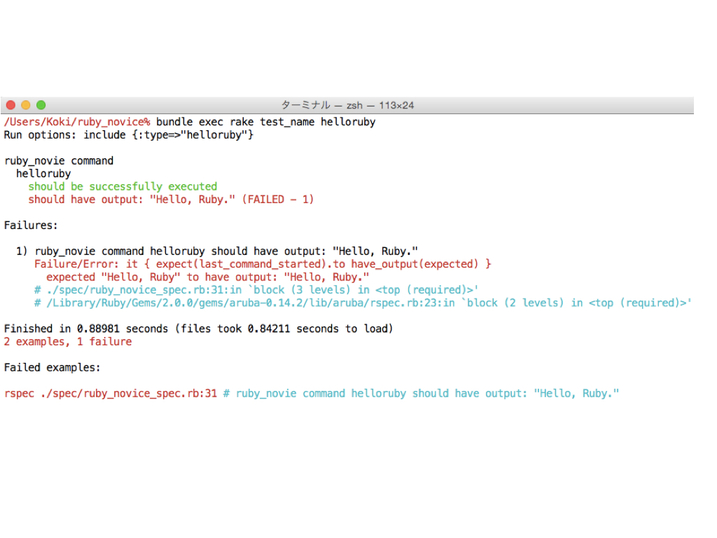 ターミナル — zsh — 113×24
/Users/Koki/ruby_novice% bundle exec rake test_name helloruby
Run options: include {:type=>"helloruby"}
ruby_novie command
helloruby
should be successfully executed
should have output: "Hello, Ruby." (FAILED - 1)
Failures:
1) ruby_novie command helloruby should have output: "Hello, Ruby."
Failure/Error: it { expect(last_command_started).to have_output(expected) }
expected "Hello, Ruby" to have output: "Hello, Ruby."
# ./spec/ruby_novice_spec.rb:31:in `block (3 levels) in <top (required)>'
# /Library/Ruby/Gems/2.0.0/gems/aruba-0.14.2/lib/aruba/rspec.rb:23:in `block (2 levels) in <top (required)>'
Finished in 0.88981 seconds (files took 0.84211 seconds to load)
2 examples, 1 failure
Failed examples:
rspec ./spec/ruby_novice_spec.rb:31 # ruby_novie command helloruby should have output: "Hello, Ruby."